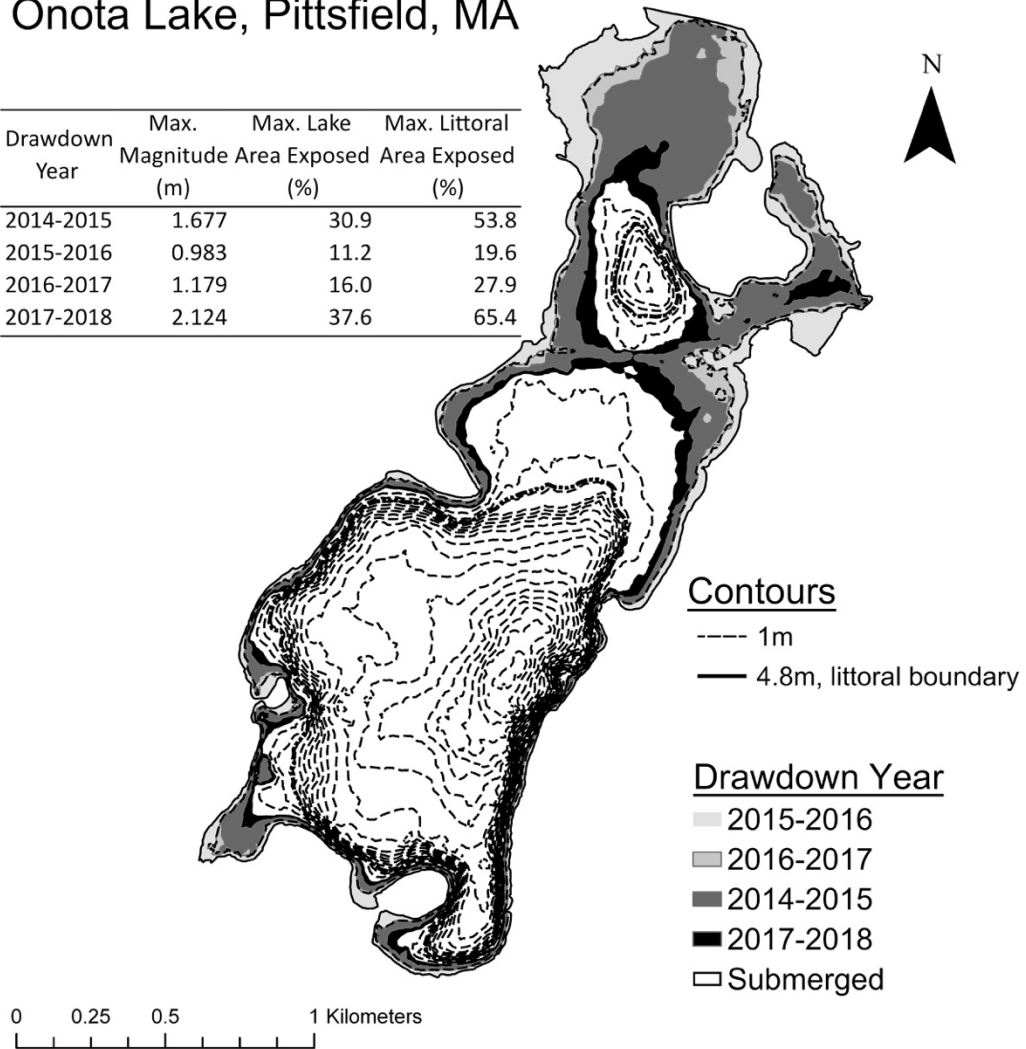 Onota Lake, Pittsfield, MA
N
Drawdown Year Max. Magnitude (m) Max. Lake Area Exposed (%) Max. Littoral Area Exposed (%)
2014-2015 1.677 30.9 53.8
2015-2016 0.983 11.2 19.6
2016-2017 1.179 16.0 27.9
2017-2018 2.124 37.6 65.4
Contours
1m
4.8m, littoral boundary
Drawdown Year
2015-2016
2016-2017
2014-2015
2017-2018
Submerged
0 0.25 0.5 1 Kilometers